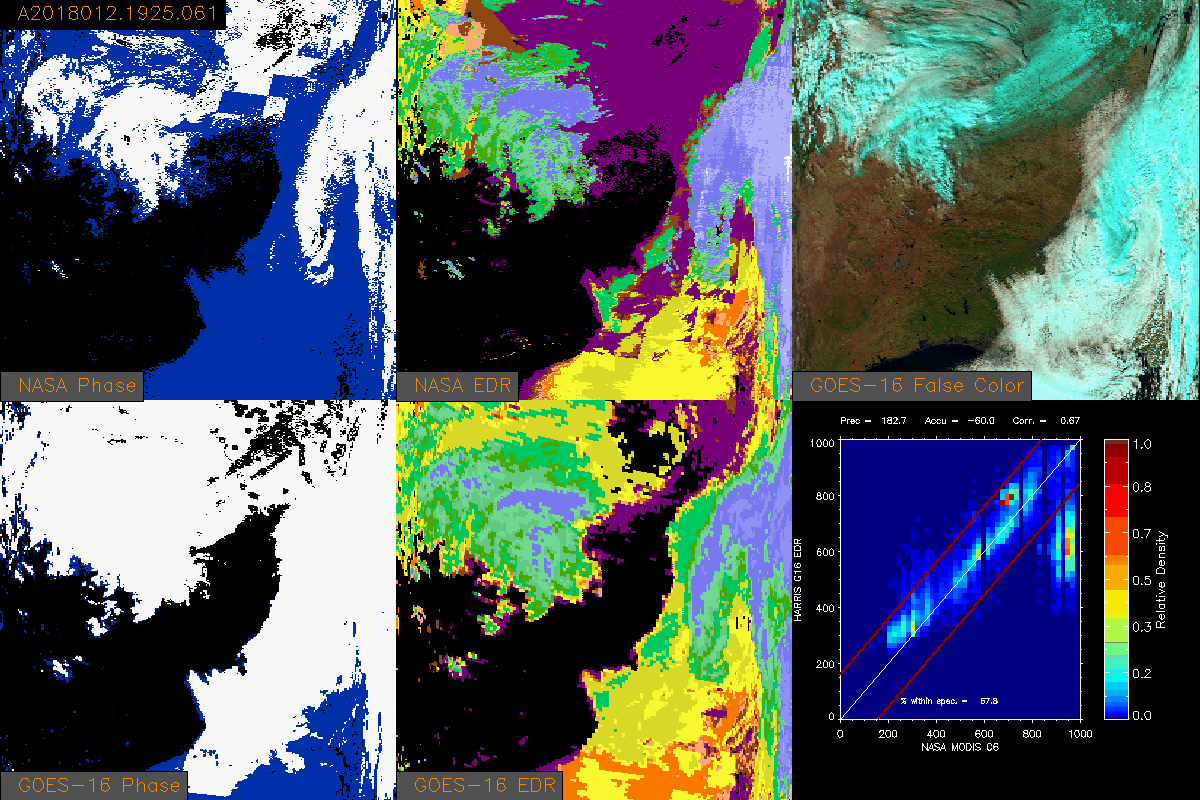 A2018012.1925.061
NASA Phase
NASA EDR
GOES-16 False Color
GOES-16 Phase
GOES-16 EDR
Prec = 182.7 Accu = -60.0 Corr. = 0.67
1000
800
600
400
200
0
HARRIS G16 EDR
% within spec. = 67.3
0 200 400 600 800 1000
NASA MODIS C6
1.0
0.8
0.7
0.5
0.3
0.2
0.0
Relative Density